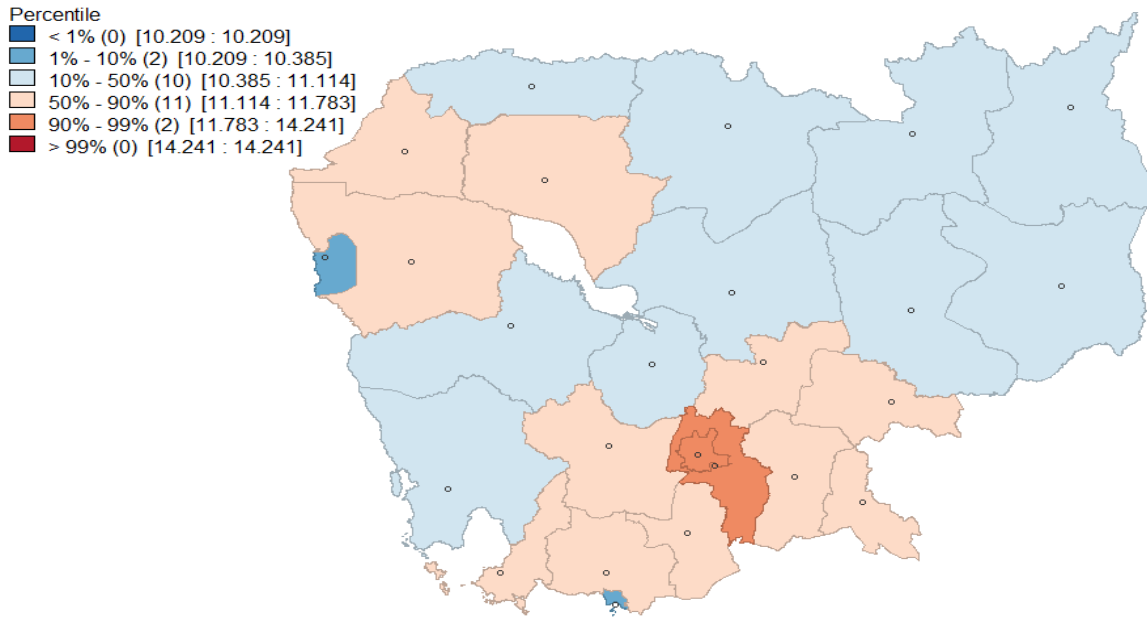 Percentile
< 1% (0) [10.209 : 10.209]
1% - 10% (2) [10.209 : 10.385]
10% - 50% (10) [10.385 : 11.114]
50% - 90% (11) [11.114 : 11.783]
90% - 99% (2) [11.783 : 14.241]
> 99% (0) [14.241 : 14.241]